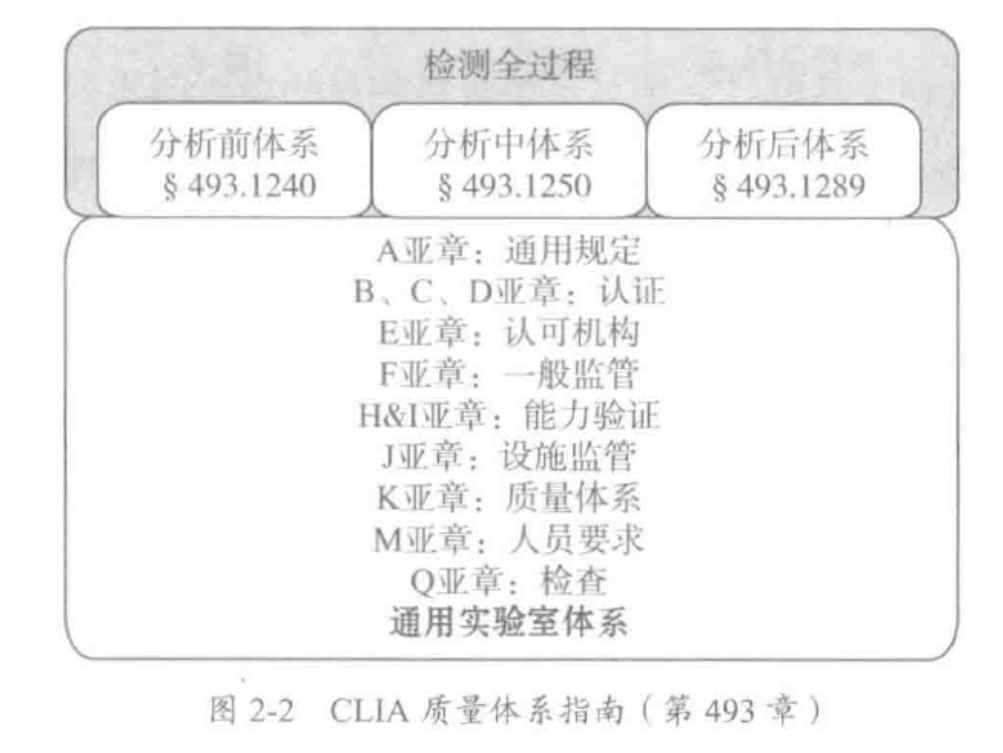 检测全过程
分析前体系 分析中体系 分析后体系
§ 493.1240 § 493.1250 § 493.1289
A亚章：通用规定
B、C、D亚章：认证
E亚章：认可机构
F亚章：一般监管
H&I亚章：能力验证
J亚章：设施监管
K亚章：质量体系
M亚章：人员要求
Q亚章：检查
通用实验室体系
图 2-2 CLIA 质量体系指南（第 493 章）